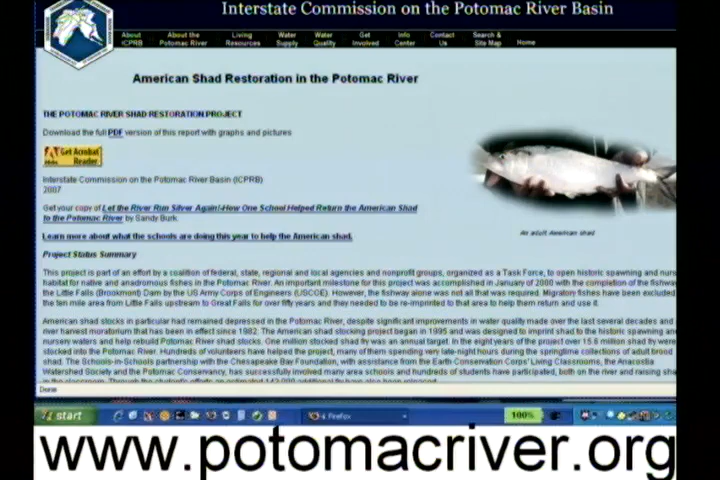 Interstate Commission on the Potomac River Basin
About ICPRB
About the Potomac River
Living Resources
Water Supply
Water Quality
Get Involved
Info Center
Contact Us
Search & Site Map
Home
American Shad Restoration in the Potomac River
THE POTOMAC RIVER SHAD RESTORATION PROJECT
Download the full PDF version of this report with graphs and pictures
Get Acrobat Reader
Interstate Commission on the Potomac River Basin (ICPRB)
2007
Get your copy of Let the River Run Silver Again!-How One School Helped Return the American Shad
to the Potomac River by Sandy Burk.
An adult American shad
Learn more about what the schools are doing this year to help the American shad.
Project Status Summary
This project is part of an effort by a coalition of federal, state, regional and local agencies and nonprofit groups, organized as a Task Force, to open historic spawning and nurs
habitat for native and anadromous fishes in the Potomac River. An important milestone for this project was accomplished in January of 2000 with the completion of the fishway
the Little Falls (Brookmont) Dam by the US Army Corps of Engineers (USCOE). However, the fishway alone was not all that was required. Migratory fishes have been excluded
the ten mile area from Little Falls upstream to Great Falls for over fifty years and they needed to be re-imprinted to that area to help them return and use it.
American shad stocks in particular had remained depressed in the Potomac River, despite significant improvements in water quality made over the last several decades and
river harvest moratorium that has been in effect since 1982. The American shad stocking project began in 1995 and was designed to imprint shad to the historic spawning an
nursery waters and help rebuild Potomac River shad stocks. One million stocked shad fry was an annual target. In the eight years of the project over 15.6 million shad fry were
stocked into the Potomac River. Hundreds of volunteers have helped the project, many of them spending very late-night hours during the springtime collections of adult brood
shad. The Schools-in-Schools partnership with the Chesapeake Bay Foundation, with assistance from the Earth Conservation Corps' Living Classrooms, the Anacostia
Watershed Society and the Potomac Conservancy, has successfully involved many area schools and hundreds of students have participated, both on the river and raising sha
in the classroom. Through the students' efforts an estimated 142,000 additional fry have also been released
Done
start
4 Firefox
100%
www.potomacriver.org